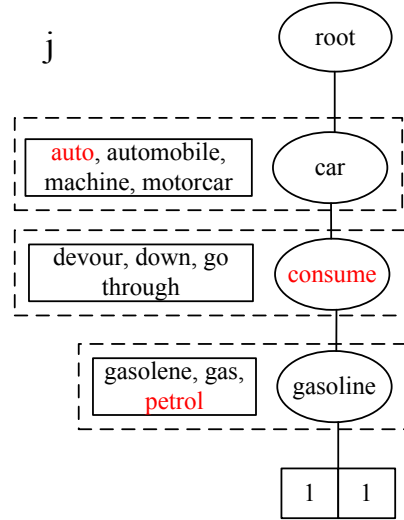 j
root
auto, automobile,
machine, motorcar
car
devour, down, go
through
consume
gasolene, gas,
petrol
gasoline
1 1